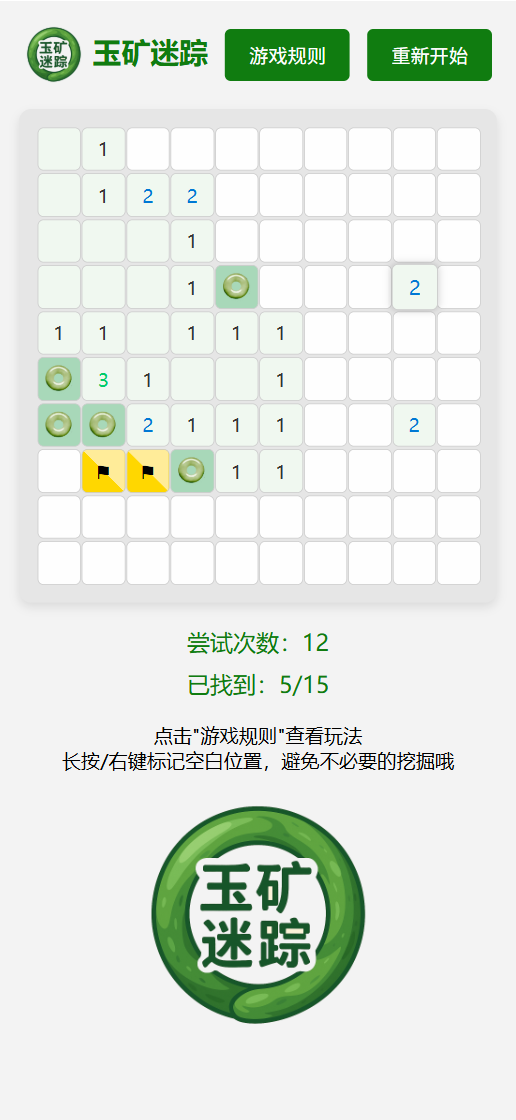 玉矿
迷踪
玉矿迷踪
游戏规则
重新开始
1
1 2 2
1
1 2
1 1 1 1 1
3 1 1
2 1 1 1 2
1 1
尝试次数：12
已找到：5/15
点击"游戏规则"查看玩法
长按/右键标记空白位置，避免不必要的挖掘哦
玉矿
迷踪